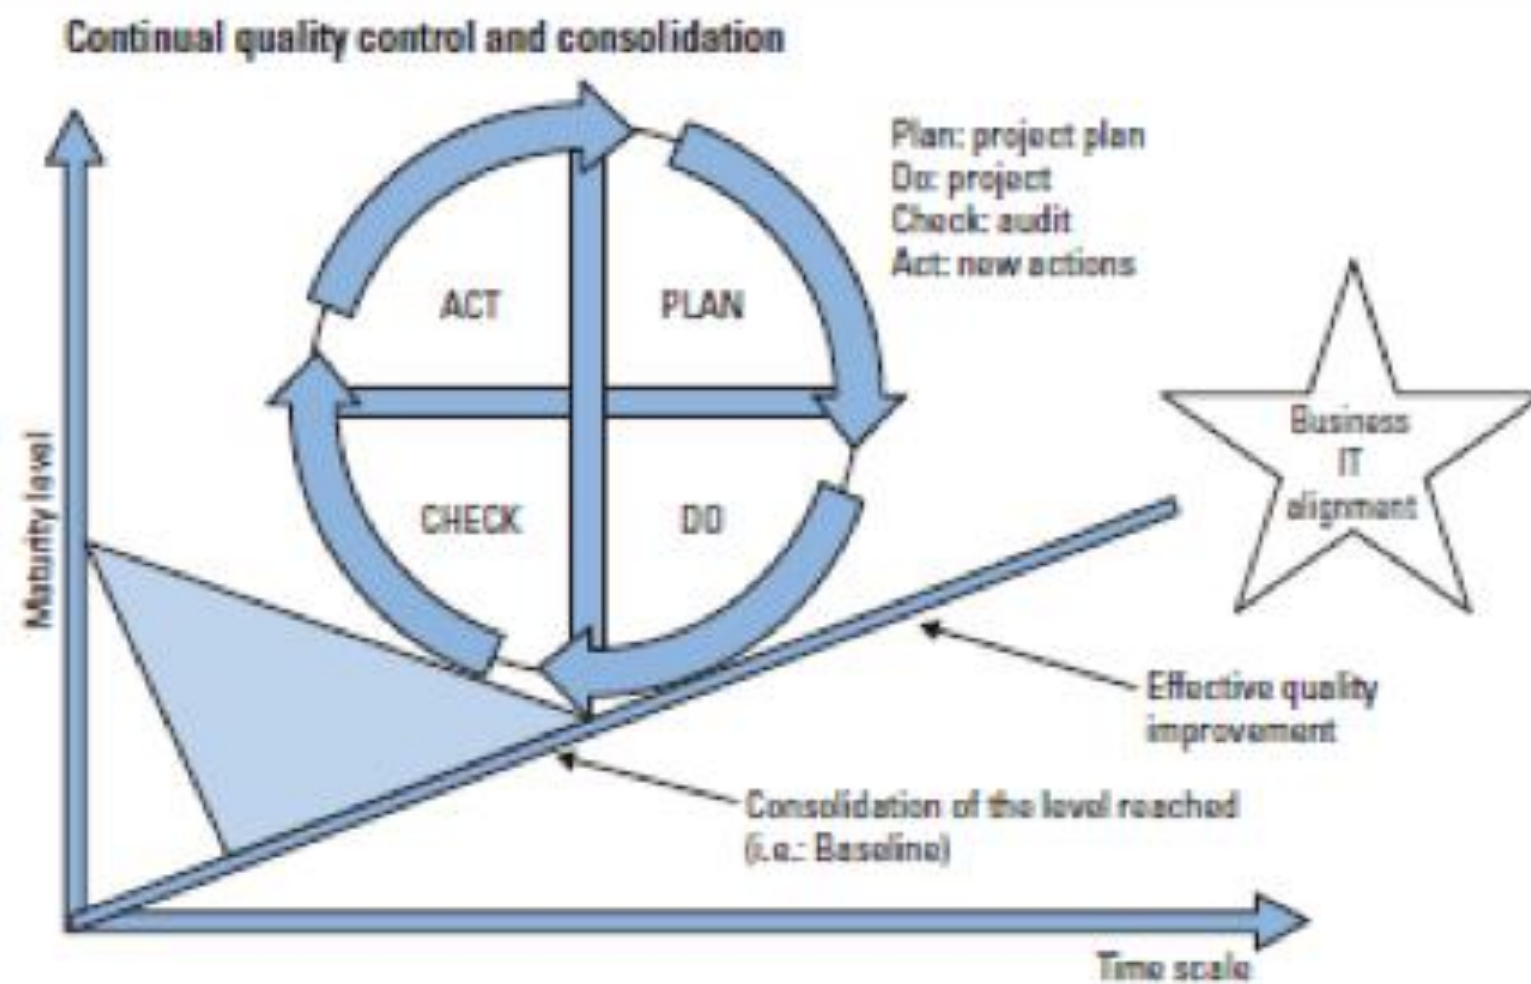 Continual quality control and consolidation
Plan: project plan
Do: project
Check: audit
Act: new actions
ACT
PLAN
Business
IT
alignment
Maturity level
CHECK
DO
Effective quality
improvement
Consolidation of the level reached
(i.e.: Baseline)
Time scale